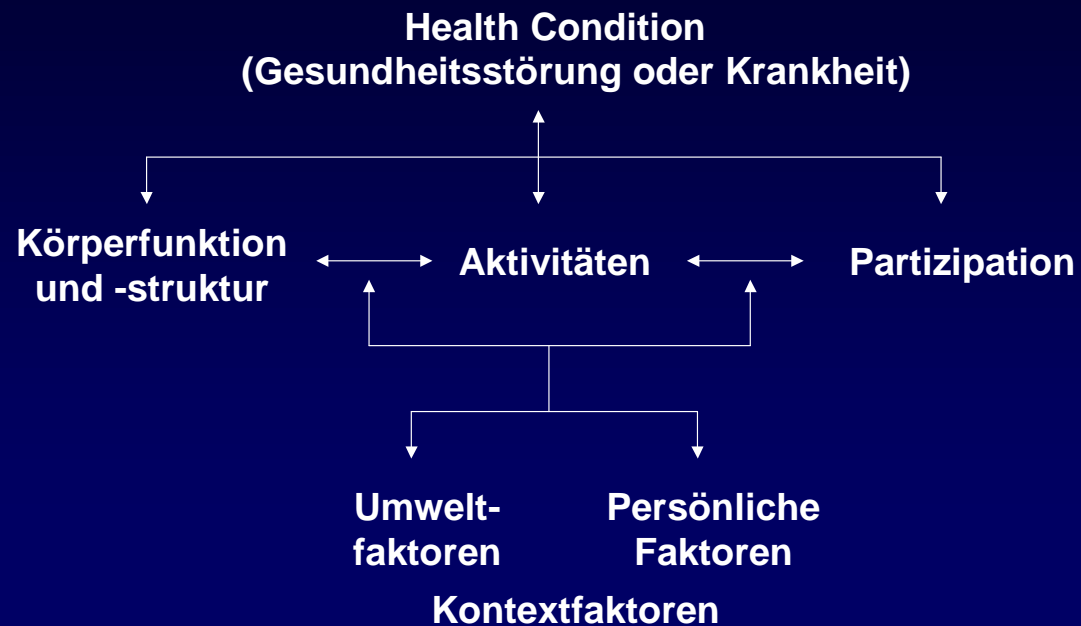 Health Condition
(Gesundheitsstörung oder Krankheit)
Körperfunktion
und -struktur
Aktivitäten
Partizipation
Umwelt-
faktoren
Persönliche
Faktoren
Kontextfaktoren